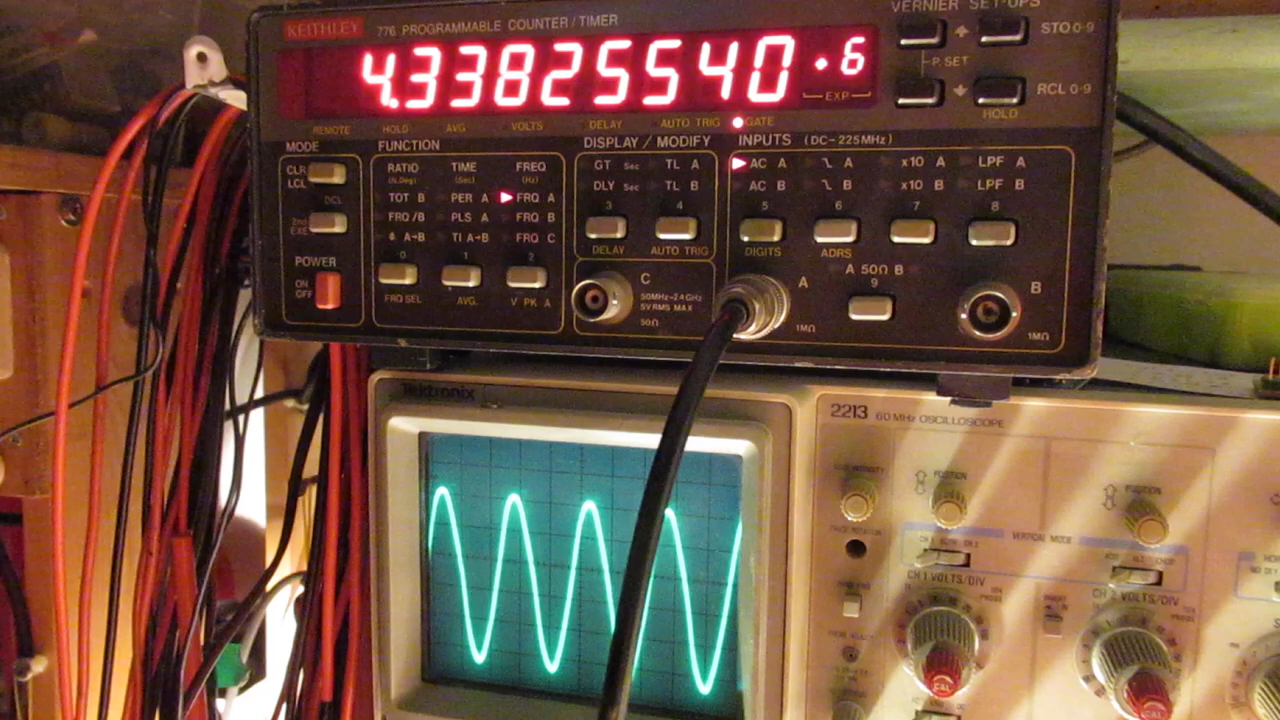 KEITHLEY 776 PROGRAMMABLE COUNTER/TIMER
VERNIER SET-UPS
4.33825540 +6
EXP
STO 0-9
P.SET
RCL 0-9
HOLD
REMOTE HOLD AVG VOLTS DELAY AUTO TRIG GATE
MODE FUNCTION DISPLAY / MODIFY INPUTS (DC-225MHz)
CLR
LCL
DCL
2nd
EXE
POWER
ON
OFF
RATIO TIME FREQ
(Sec) (Hz)
TOT B PER A FRQ A
FRQ/B PLS A FRQ B
A→B TI A→B FRQ C
0 1 2
FRQ SEL AVG. V PK A
GT Sec TL A
DLY Sec TL B
3 4
DELAY AUTO TRIG
AC A A x10 A LPF A
AC B B x10 B LPF B
5 6 7 8
DIGITS ADRS
C
50MHz-2.4GHz
5V RMS MAX
50Ω
A
1MΩ
A 50Ω B
9
B
1MΩ
Tektronix
2213 60 MHz OSCILLOSCOPE
POSITION POSITION
VERTICAL MODE
CH 1 VOLTS/DIV
CH 2 VOLTS/DIV
CAL CAL